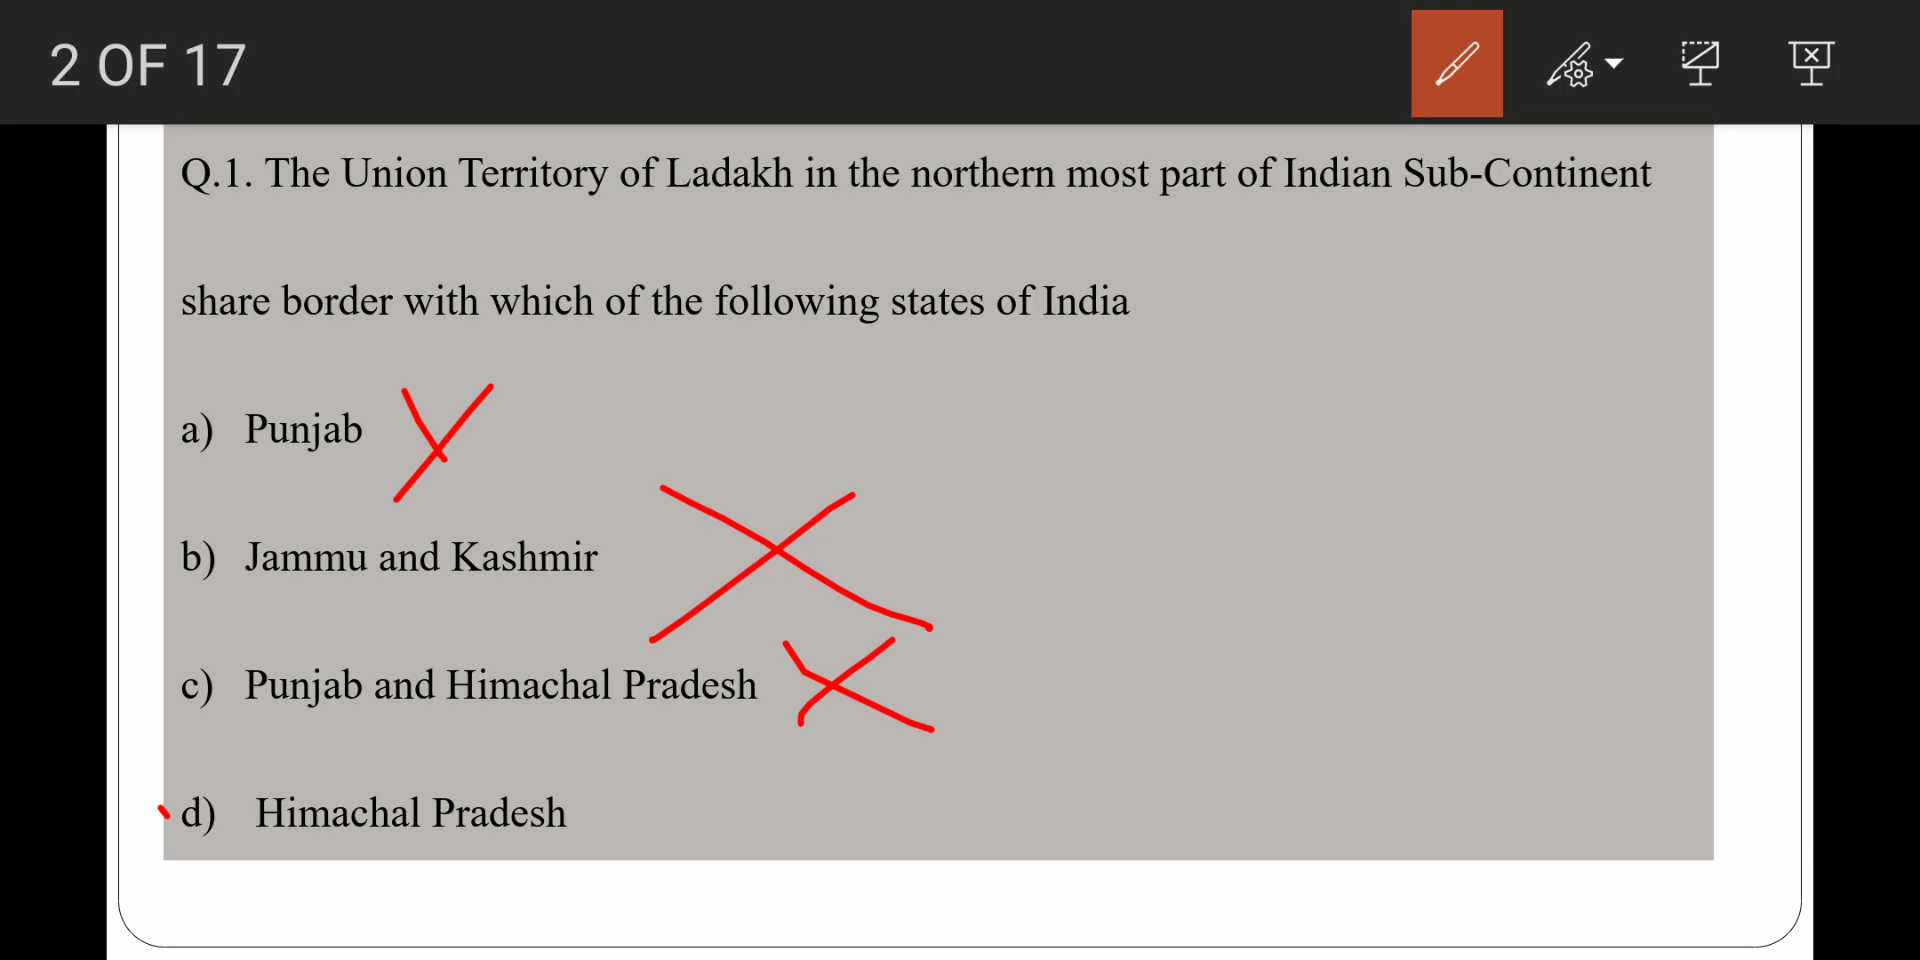 2 OF 17
Q.1. The Union Territory of Ladakh in the northern most part of Indian Sub-Continent
share border with which of the following states of India
a) Punjab
b) Jammu and Kashmir
c) Punjab and Himachal Pradesh
d) Himachal Pradesh